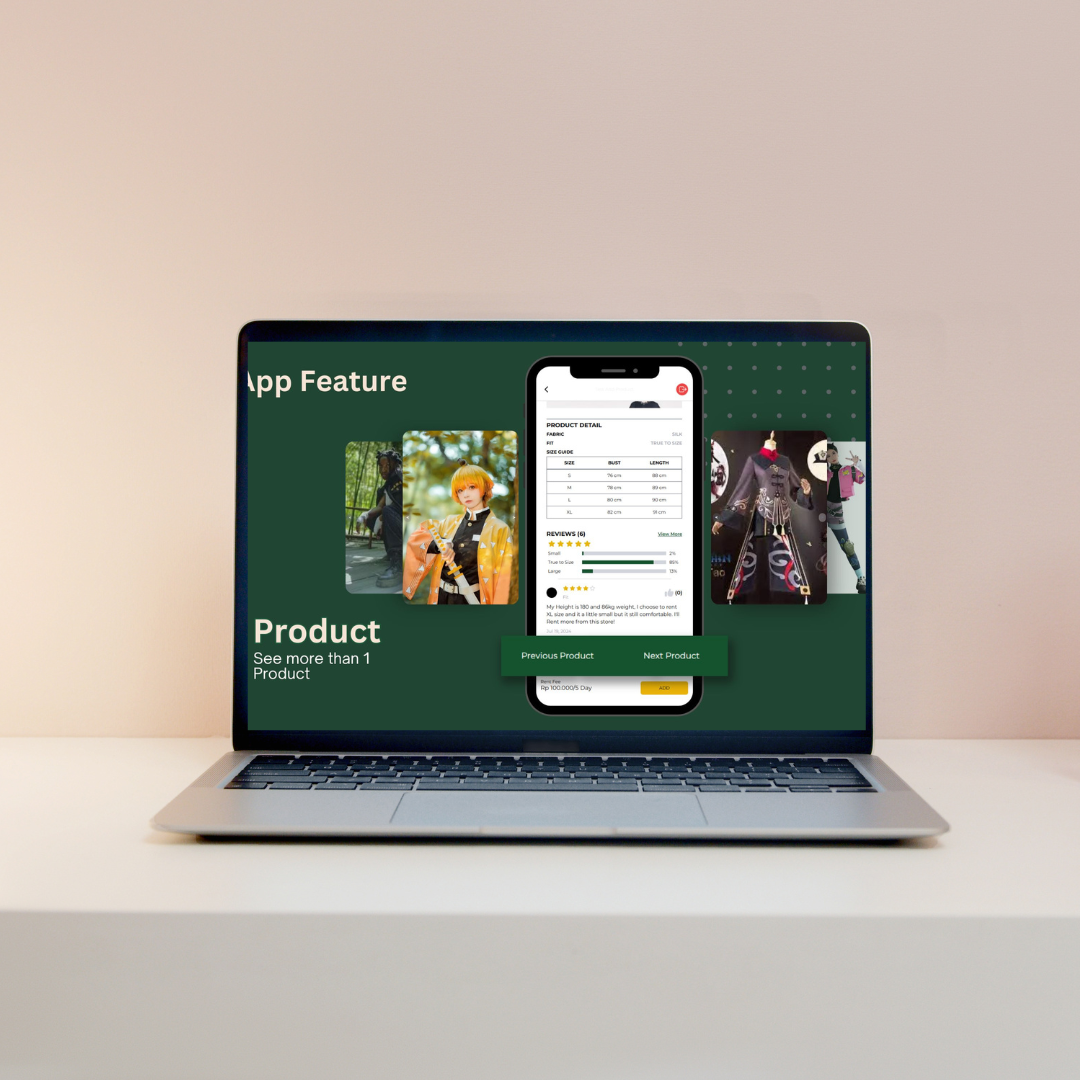 App Feature
PRODUCT DETAIL
FABRIC SILK
FIT TRUE TO SIZE
SIZE GUIDE
SIZE BUST LENGTH
S 76 cm 88 cm
M 78 cm 89 cm
L 80 cm 90 cm
XL 82 cm 91 cm
REVIEWS (6) View More
Small 2%
True to Size 85%
Large 13%
(0)
Fit
My Height is 180 and 86kg weight, I choose to rent
XL size and it a little small but it still comfortable. I'll
Rent more from this store!
Product
See more than 1
Product
Previous Product Next Product
Rent Fee
Rp 100.000/5 Day
ADD